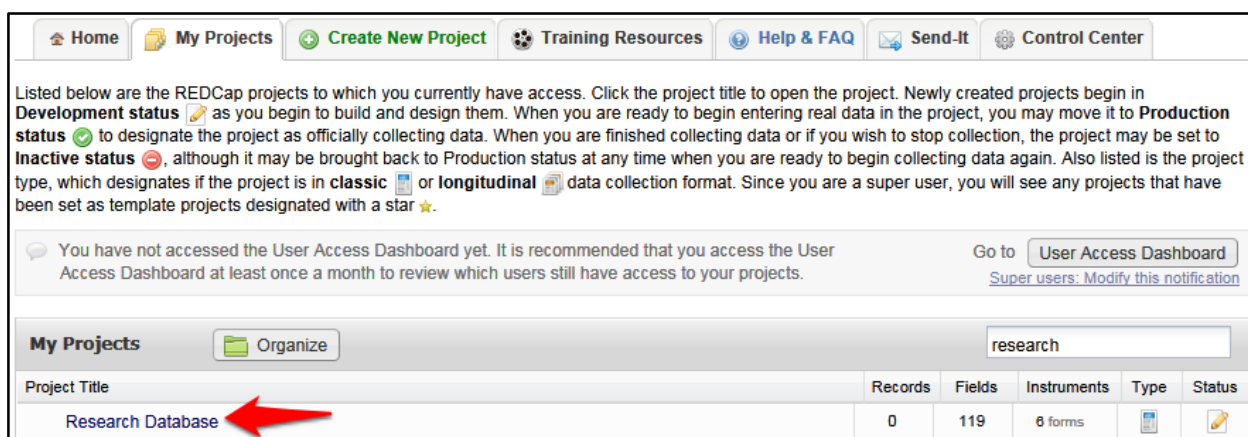 Home My Projects Create New Project Training Resources Help & FAQ Send-It Control Center
Listed below are the REDCap projects to which you currently have access. Click the project title to open the project. Newly created projects begin in
Development status as you begin to build and design them. When you are ready to begin entering real data in the project, you may move it to Production
status to designate the project as officially collecting data. When you are finished collecting data or if you wish to stop collection, the project may be set to
Inactive status , although it may be brought back to Production status at any time when you are ready to begin collecting data again. Also listed is the project
type, which designates if the project is in classic or longitudinal data collection format. Since you are a super user, you will see any projects that have
been set as template projects designated with a star .
You have not accessed the User Access Dashboard yet. It is recommended that you access the User
Access Dashboard at least once a month to review which users still have access to your projects.
Go to User Access Dashboard
Super users: Modify this notification
My Projects Organize research
Project Title Records Fields Instruments Type Status
Research Database 0 119 6 forms